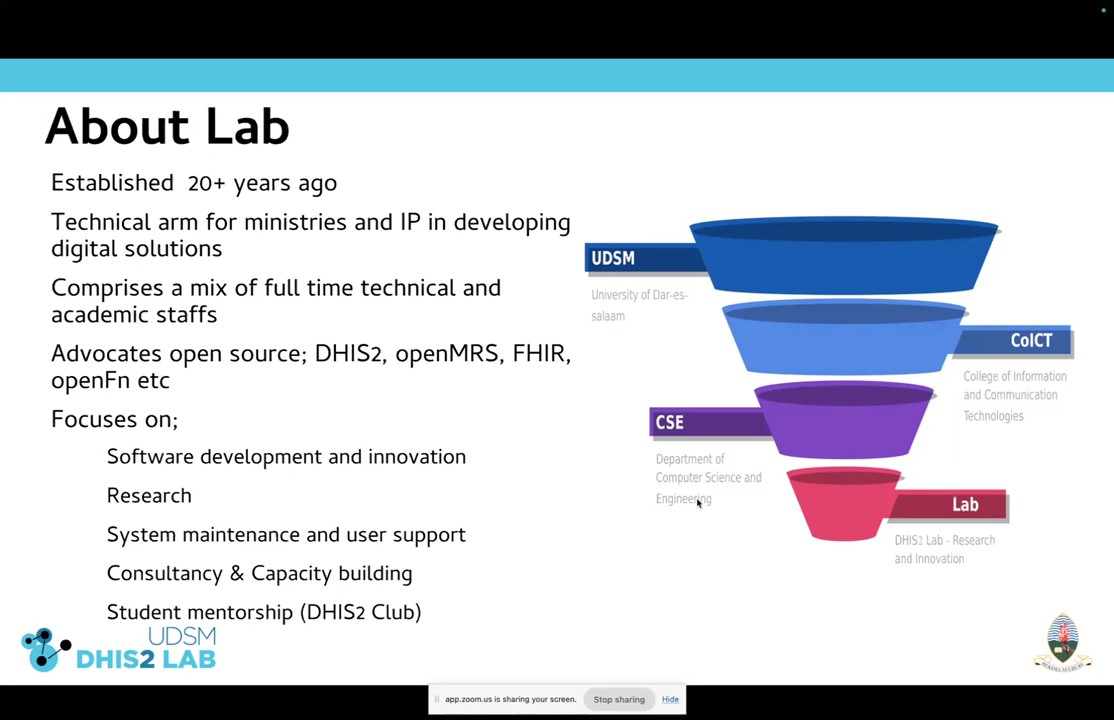 About Lab
Established 20+ years ago
Technical arm for ministries and IP in developing
digital solutions
Comprises a mix of full time technical and
academic staffs
Advocates open source; DHIS2, openMRS, FHIR,
openFn etc
Focuses on;
Software development and innovation
Research
System maintenance and user support
Consultancy & Capacity building
Student mentorship (DHIS2 Club)
UDSM
University of Dar-es-
salaam
CoICT
College of Information
and Communication
Technologies
CSE
Department of
Computer Science and
Engineering
Lab
DHIS2 Lab - Research
and Innovation
UDSM
DHIS2 LAB
app.zoom.us is sharing your screen.
Stop sharing
Hide